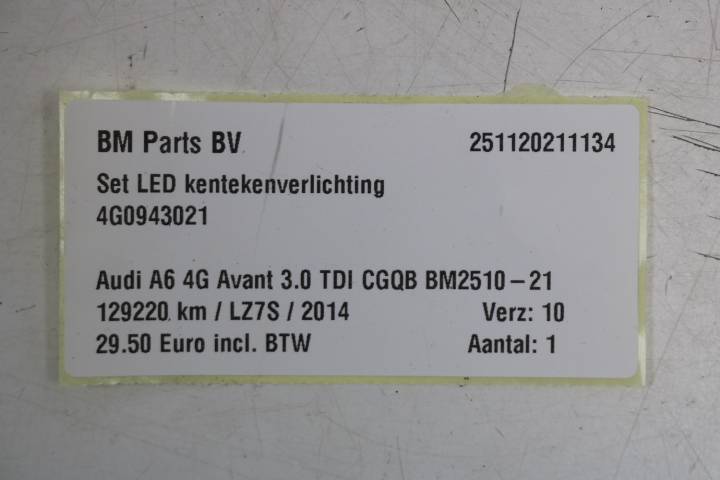 BM Parts BV 251120211134
Set LED kentekenverlichting
4G0943021
Audi A6 4G Avant 3.0 TDI CGQB BM2510-21
129220 km / LZ7S / 2014 Verz: 10
29.50 Euro incl. BTW Aantal: 1